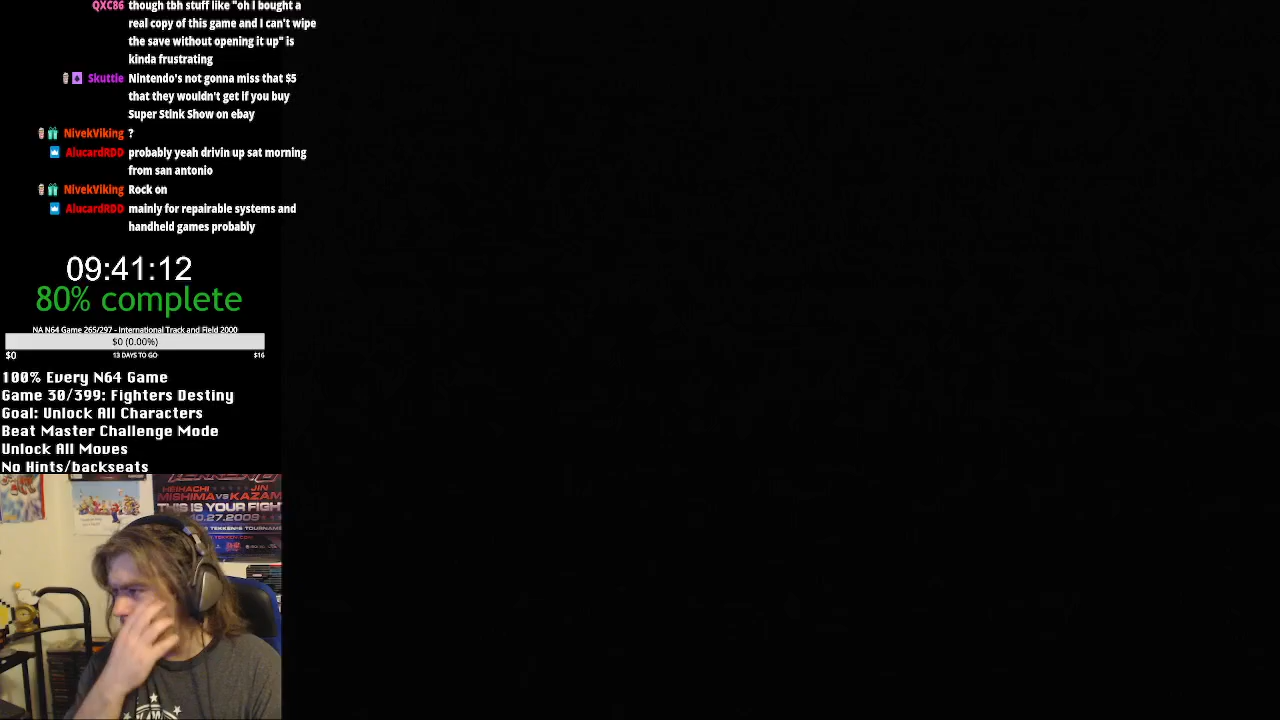 QXC86 though tbh stuff like "oh I bought a
real copy of this game and I can't wipe
the save without opening it up" is
kinda frustrating
Skuttle Nintendo's not gonna miss that $5
that they wouldn't get if you buy
Super Stink Show on ebay
NivekViking ?
AlucardRDD probably yeah drivin up sat morning
from san antonio
NivekViking Rock on
AlucardRDD mainly for repairable systems and
handheld games probably
09:41:12
80% complete
NA N64 Game 265/297 - International Track and Field 2000
$0 (0.00%)
$0 13 DAYS TO GO $16
100% Every N64 Game
Game 30/399: Fighters Destiny
Goal: Unlock All Characters
Beat Master Challenge Mode
Unlock All Moves
No Hints/backseats
HEIHACHI JIN
MISHIMA VS KAZAM
THIS IS YOUR FIGH
10.27.2009